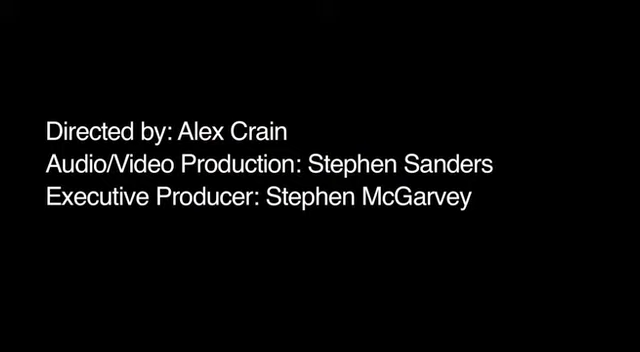 Directed by: Alex Crain
Audio/Video Production: Stephen Sanders
Executive Producer: Stephen McGarvey